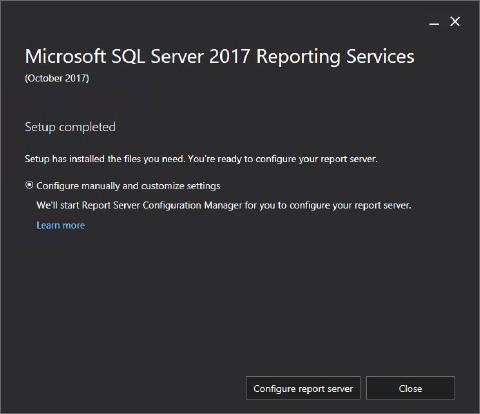 Microsoft SQL Server 2017 Reporting Services
(October 2017)
Setup completed
Setup has installed the files you need. You're ready to configure your report server.
Configure manually and customize settings
We'll start Report Server Configuration Manager for you to configure your report server.
Learn more
Configure report server
Close